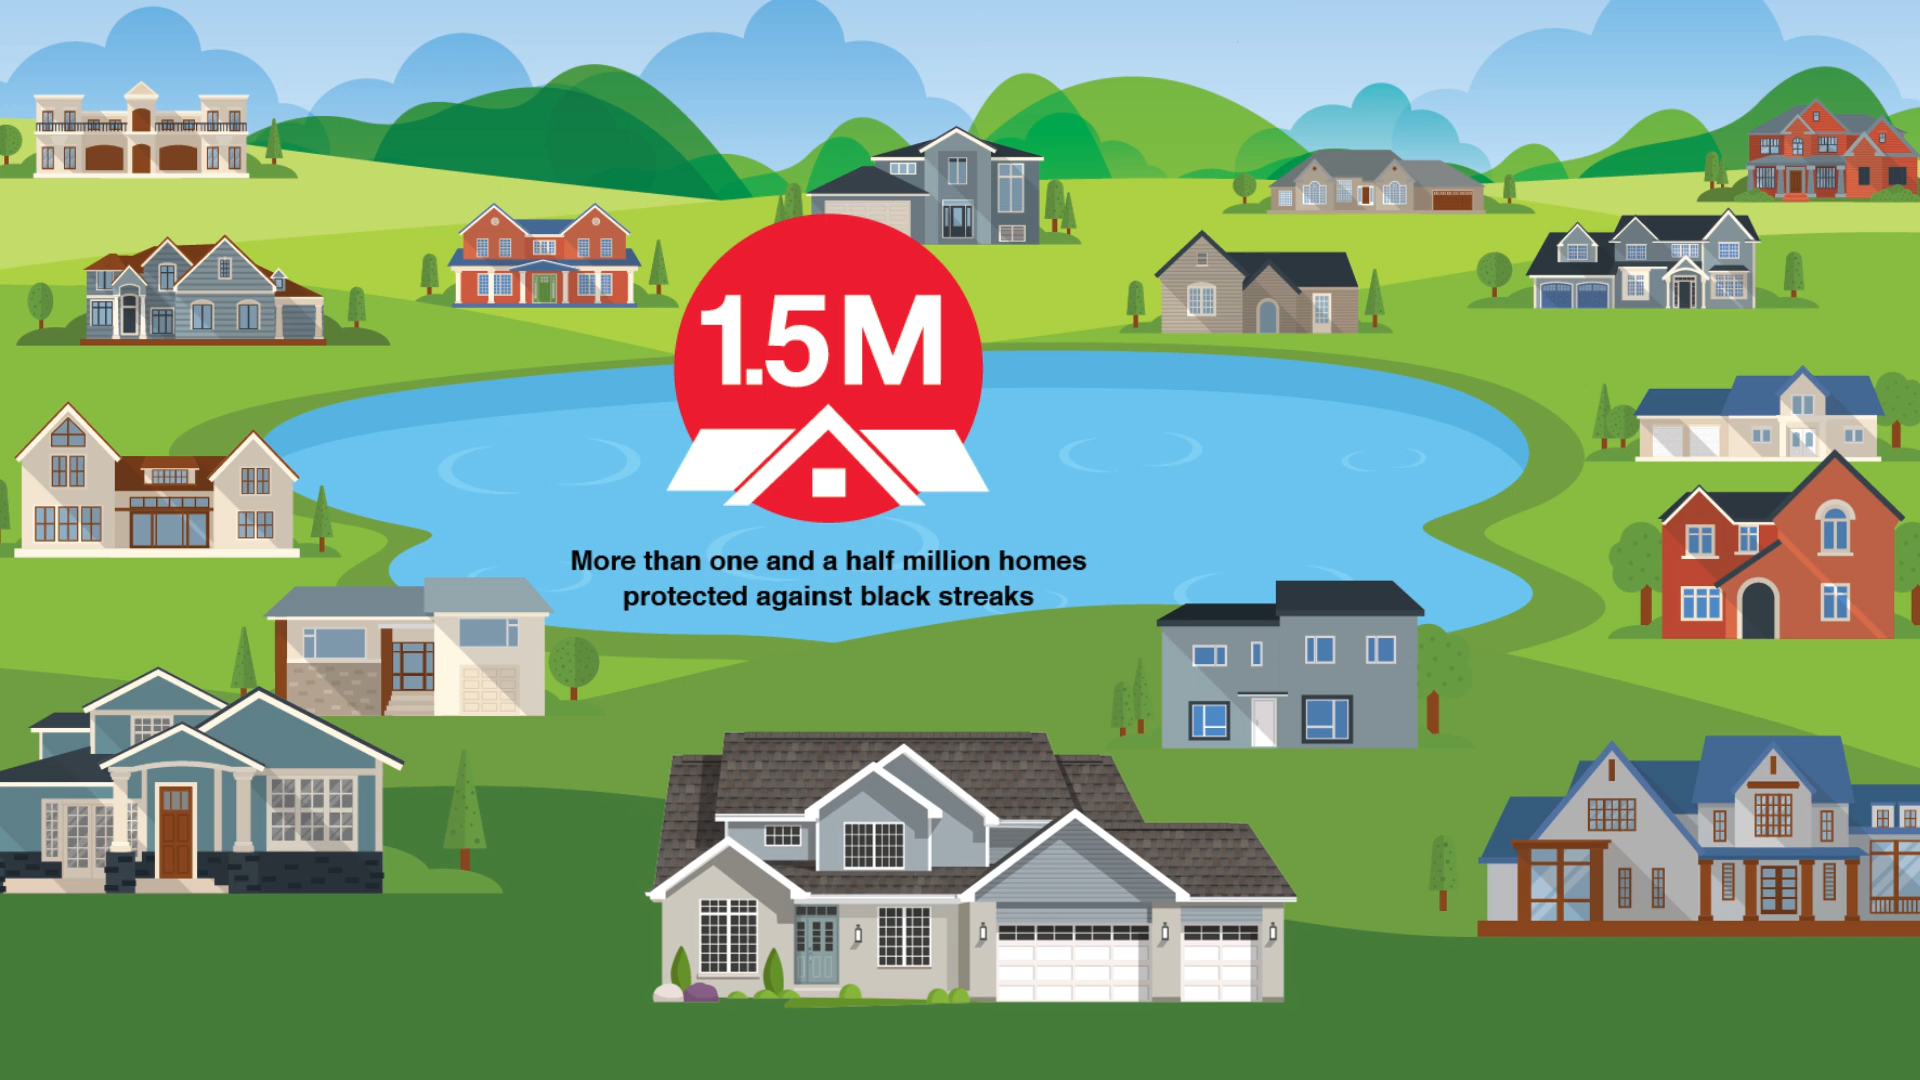 1.5M
More than one and a half million homes
protected against black streaks